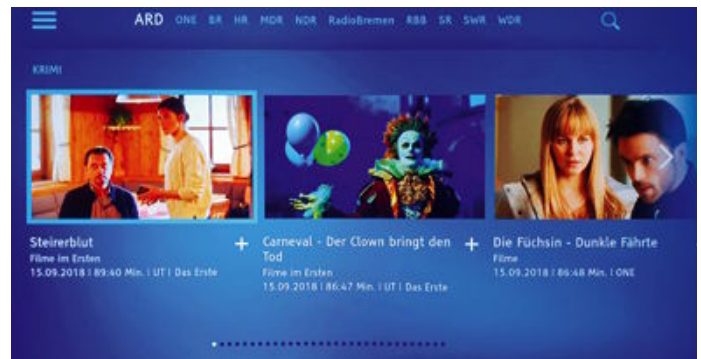 ARD ONE BR HR MDR NDR RadioBremen RBB SR SWR WDR
KRIMI
Steirerblut
Filme im Ersten
15.09.2018 | 89:40 Min. | UT | Das Erste
Carneval - Der Clown bringt den
Tod
Filme im Ersten
15.09.2018 | 86:47 Min. | UT | Das Erste
Die Füchsin - Dunkle Fährte
Filme
15.09.2018 | 86:48 Min. | ONE